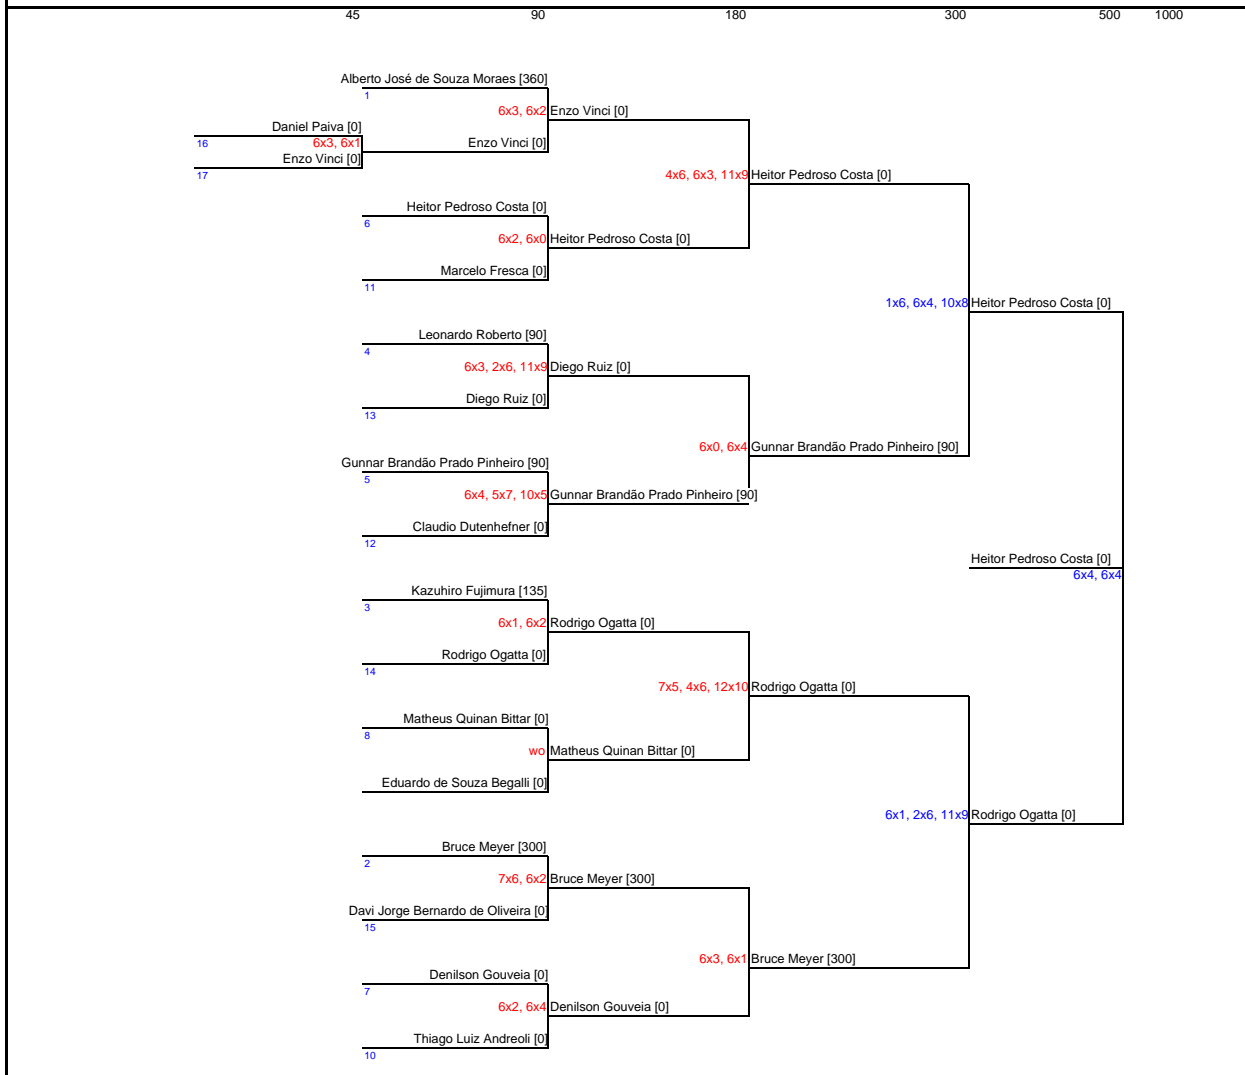 45 90 180 300 500 1000
Alberto José de Souza Moraes [360]
1
6x3, 6x2 Enzo Vinci [0]
Daniel Paiva [0]
16 6x3, 6x1 Enzo Vinci [0]
Enzo Vinci [0]
17
4x6, 6x3, 11x9 Heitor Pedroso Costa [0]
Heitor Pedroso Costa [0]
6
6x2, 6x0 Heitor Pedroso Costa [0]
Marcelo Fresca [0]
11
1x6, 6x4, 10x8 Heitor Pedroso Costa [0]
Leonardo Roberto [90]
4
6x3, 2x6, 11x9 Diego Ruiz [0]
Diego Ruiz [0]
13
6x0, 6x4 Gunnar Brandão Prado Pinheiro [90]
Gunnar Brandão Prado Pinheiro [90]
5
6x4, 5x7, 10x5 Gunnar Brandão Prado Pinheiro [90]
Claudio Dutenhefner [0]
12
Heitor Pedroso Costa [0]
6x4, 6x4
Kazuhiro Fujimura [135]
3
6x1, 6x2 Rodrigo Ogatta [0]
Rodrigo Ogatta [0]
14
7x5, 4x6, 12x10 Rodrigo Ogatta [0]
Matheus Quinan Bittar [0]
8
wo Matheus Quinan Bittar [0]
Eduardo de Souza Begalli [0]
6x1, 2x6, 11x9 Rodrigo Ogatta [0]
Bruce Meyer [300]
2
7x6, 6x2 Bruce Meyer [300]
Davi Jorge Bernardo de Oliveira [0]
15
6x3, 6x1 Bruce Meyer [300]
Denilson Gouveia [0]
7
6x2, 6x4 Denilson Gouveia [0]
Thiago Luiz Andreoli [0]
10